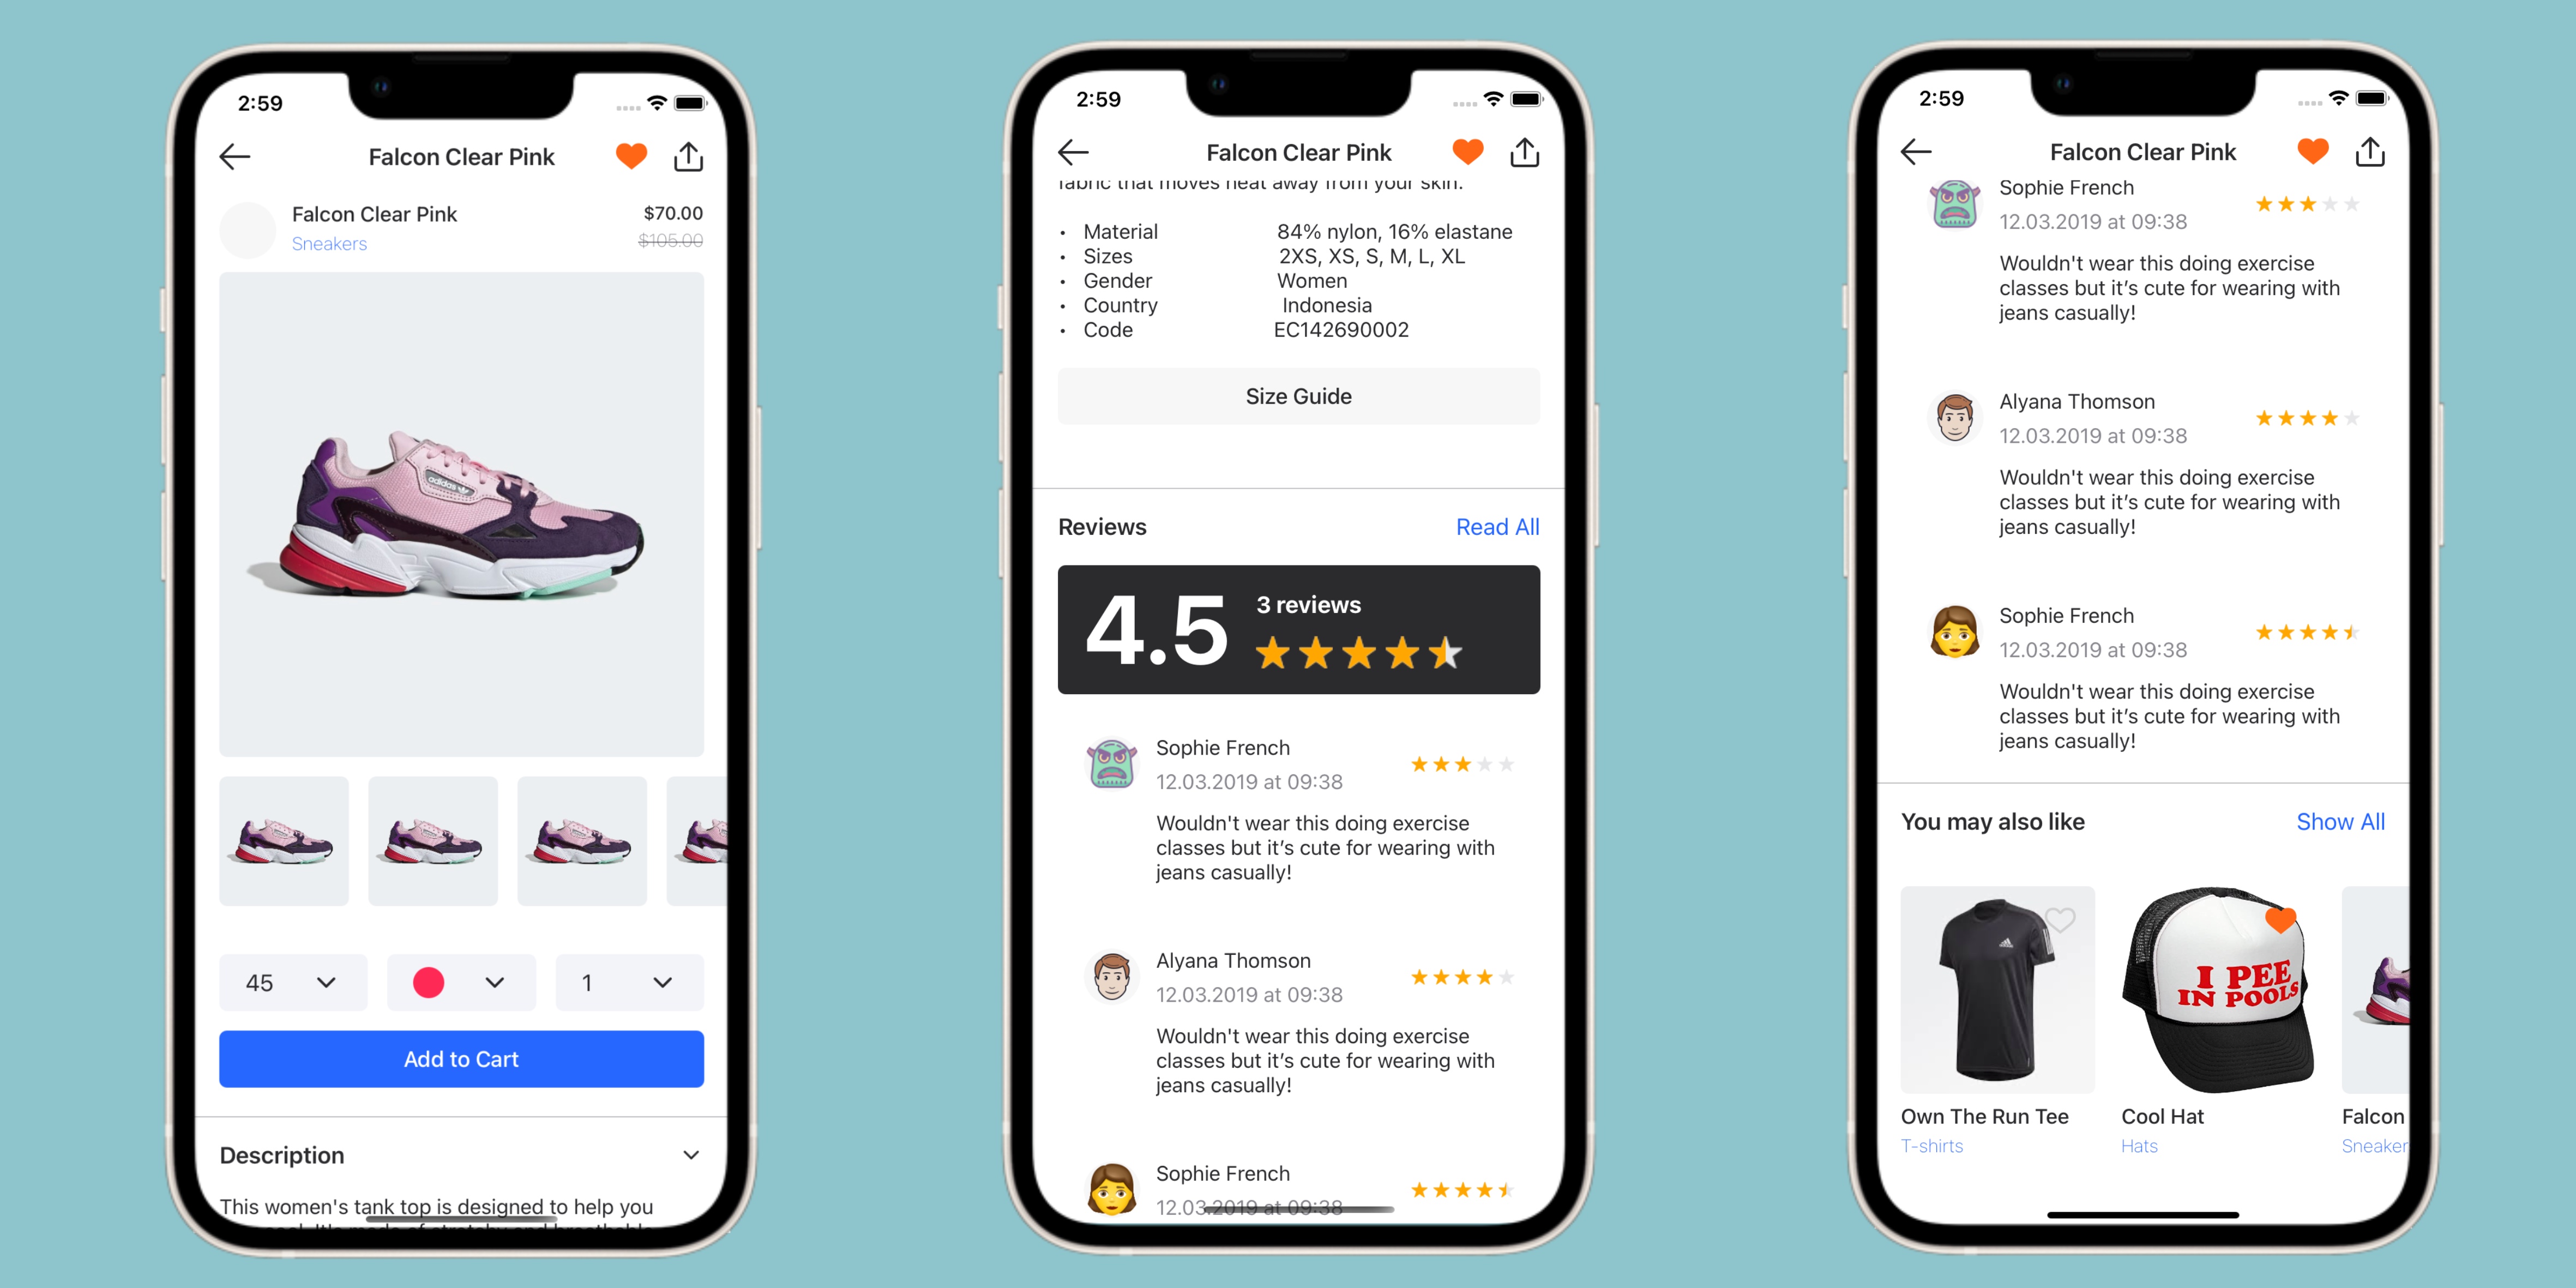 2:59
Falcon Clear Pink
Falcon Clear Pink
$70.00
Sneakers
$105.00
adidas
45
1
Add to Cart
Description
This women's tank top is designed to help you
2:59
Falcon Clear Pink
fabric that moves heat away from your skin.
• Material 84% nylon, 16% elastane
• Sizes 2XS, XS, S, M, L, XL
• Gender Women
• Country Indonesia
• Code EC142690002
Size Guide
Reviews
Read All
4.5
3 reviews
Sophie French
12.03.2019 at 09:38
Wouldn't wear this doing exercise
classes but it’s cute for wearing with
jeans casually!
Alyana Thomson
12.03.2019 at 09:38
Wouldn't wear this doing exercise
classes but it’s cute for wearing with
jeans casually!
Sophie French
12.03.2019 at 09:38
2:59
Falcon Clear Pink
Sophie French
12.03.2019 at 09:38
Wouldn't wear this doing exercise
classes but it’s cute for wearing with
jeans casually!
Alyana Thomson
12.03.2019 at 09:38
Wouldn't wear this doing exercise
classes but it’s cute for wearing with
jeans casually!
Sophie French
12.03.2019 at 09:38
Wouldn't wear this doing exercise
classes but it’s cute for wearing with
jeans casually!
You may also like
Show All
I PEE
IN POOLS
Own The Run Tee
T-shirts
Cool Hat
Hats
Falcon
Sneaker